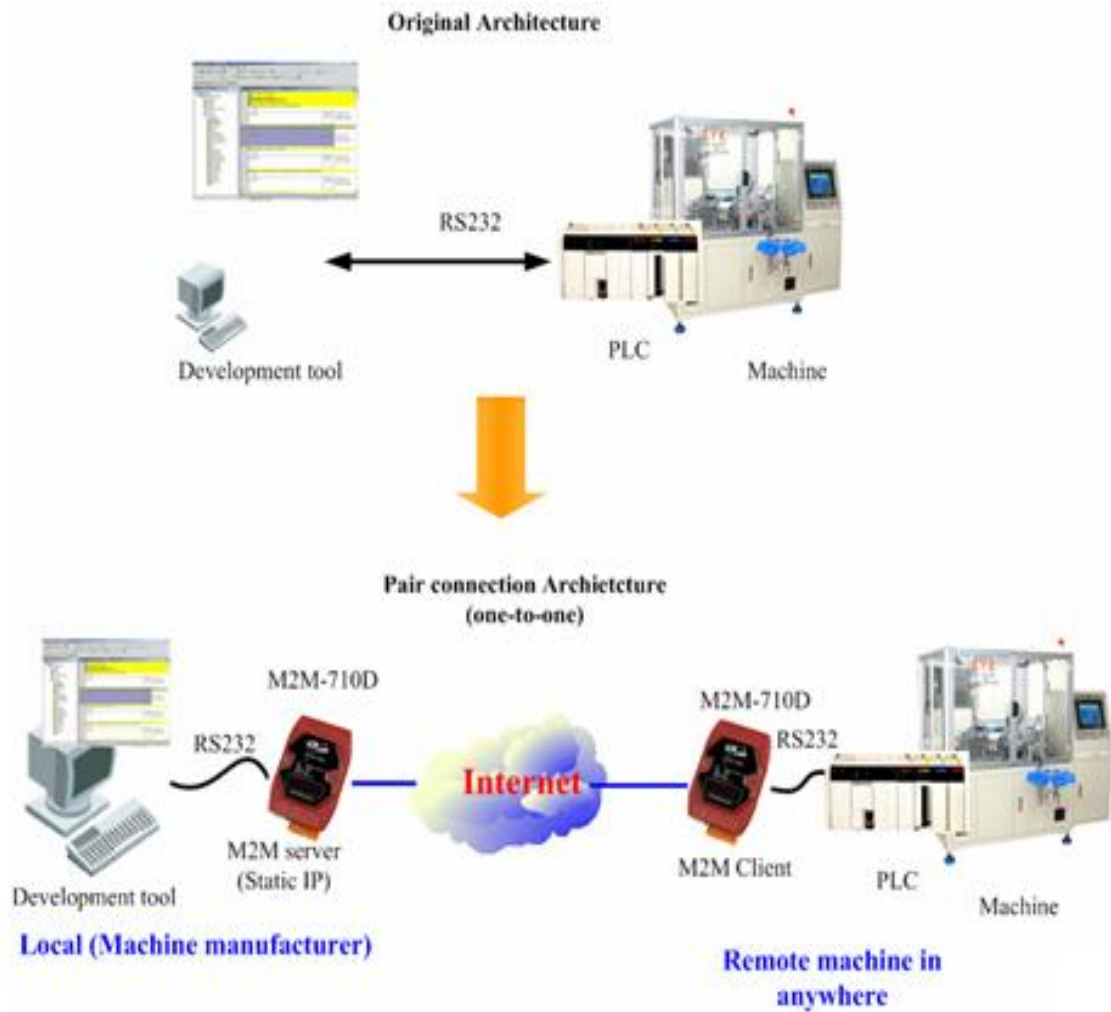 Original Architecture
RS232
PLC
Development tool
Machine
Pair connection Archietcture
(one-to-one)
M2M-710D
M2M-710D
RS232
RS232
Internet
M2M server
(Static IP)
M2M Client
PLC
Development tool
Machine
Local (Machine manufacturer)
Remote machine in
anywhere